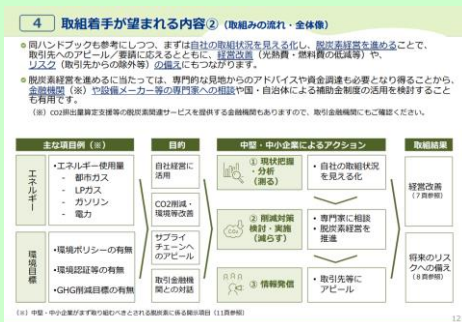 4 取組着手が望まれる内容②(取組みの流れ・全体像)
同ハンドブックも参考にしつつ、まずは自社の取組状況を見える化し、脱炭素経営を進めることで、
取引先へのアピール/要請に応えるとともに、経営改善(光熱費・燃料費の低減等)や、
リスク(取引先からの除外等)の備えにもつながります。
脱炭素経営を進めるに当たっては、専門的な見地からのアドバイスや資金調達も必要となり得ることから、
金融機関(※)や設備メーカー等の専門家への相談や国・自治体による補助金制度の活用を検討すること
も有用です。
(※)CO2排出量算定支援等の脱炭素関連サービスを提供する金融機関もありますので、取引金融機関にもご確認ください。
主な項目例(※)
目的
中堅・中小企業によるアクション
取組結果
エネルギー
•エネルギー使用量
- 都市ガス
- LPガス
- ガソリン
- 電力
環境目標
•環境ポリシーの有無
•環境認証等の有無
•GHG削減目標の有無
自社経営に
活用
CO2削減・
環境等改善
サプライ
チェーンへ
のアピール
取引金融機
関との対話
① 現状把握
・分析
(測る)
•自社の取組状況
を見える化
② 削減対策
検討・実施
(減らす)
•専門家に相談
•脱炭素経営を
推進
③ 情報発信
•取引先等に
アピール
経営改善
(7頁参照)
将来のリス
クへの備え
(8頁参照)
(※)中堅・中小企業がまず取り組むべきとされる脱炭素に係る開示項目(11頁参照)
12